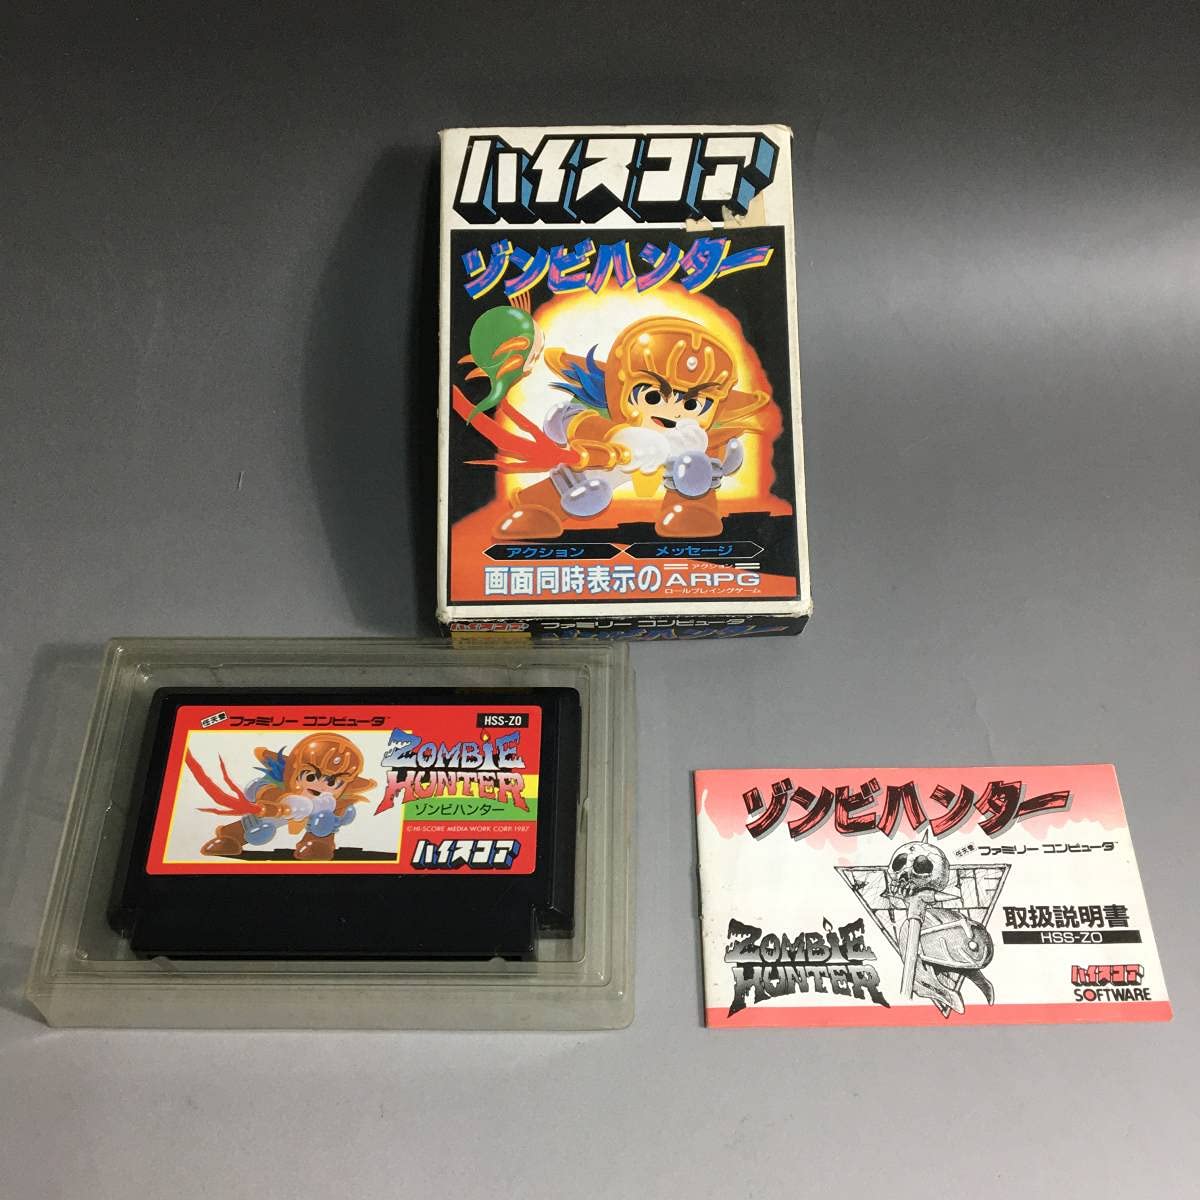 ハイスコア
ゾンビハンター
アクション
メッセージ
画面同時表示の
アクション
ARPG
ロールプレイングゲーム
ハイスコア
ファミリー コンピュータ
ゾンビハンター
任天堂
ファミリー コンピュータ™
HSS-ZO
ZOMBIE
HUNTER
ゾンビハンター
©HI-SCORE MEDIA WORK CORP. 1987
ハイスコア
ゾンビハンター
任天堂
ファミリー コンピュータ™
取扱説明書
HSS-ZO
ZOMBIE
HUNTER
ハイスコア
SOFTWARE